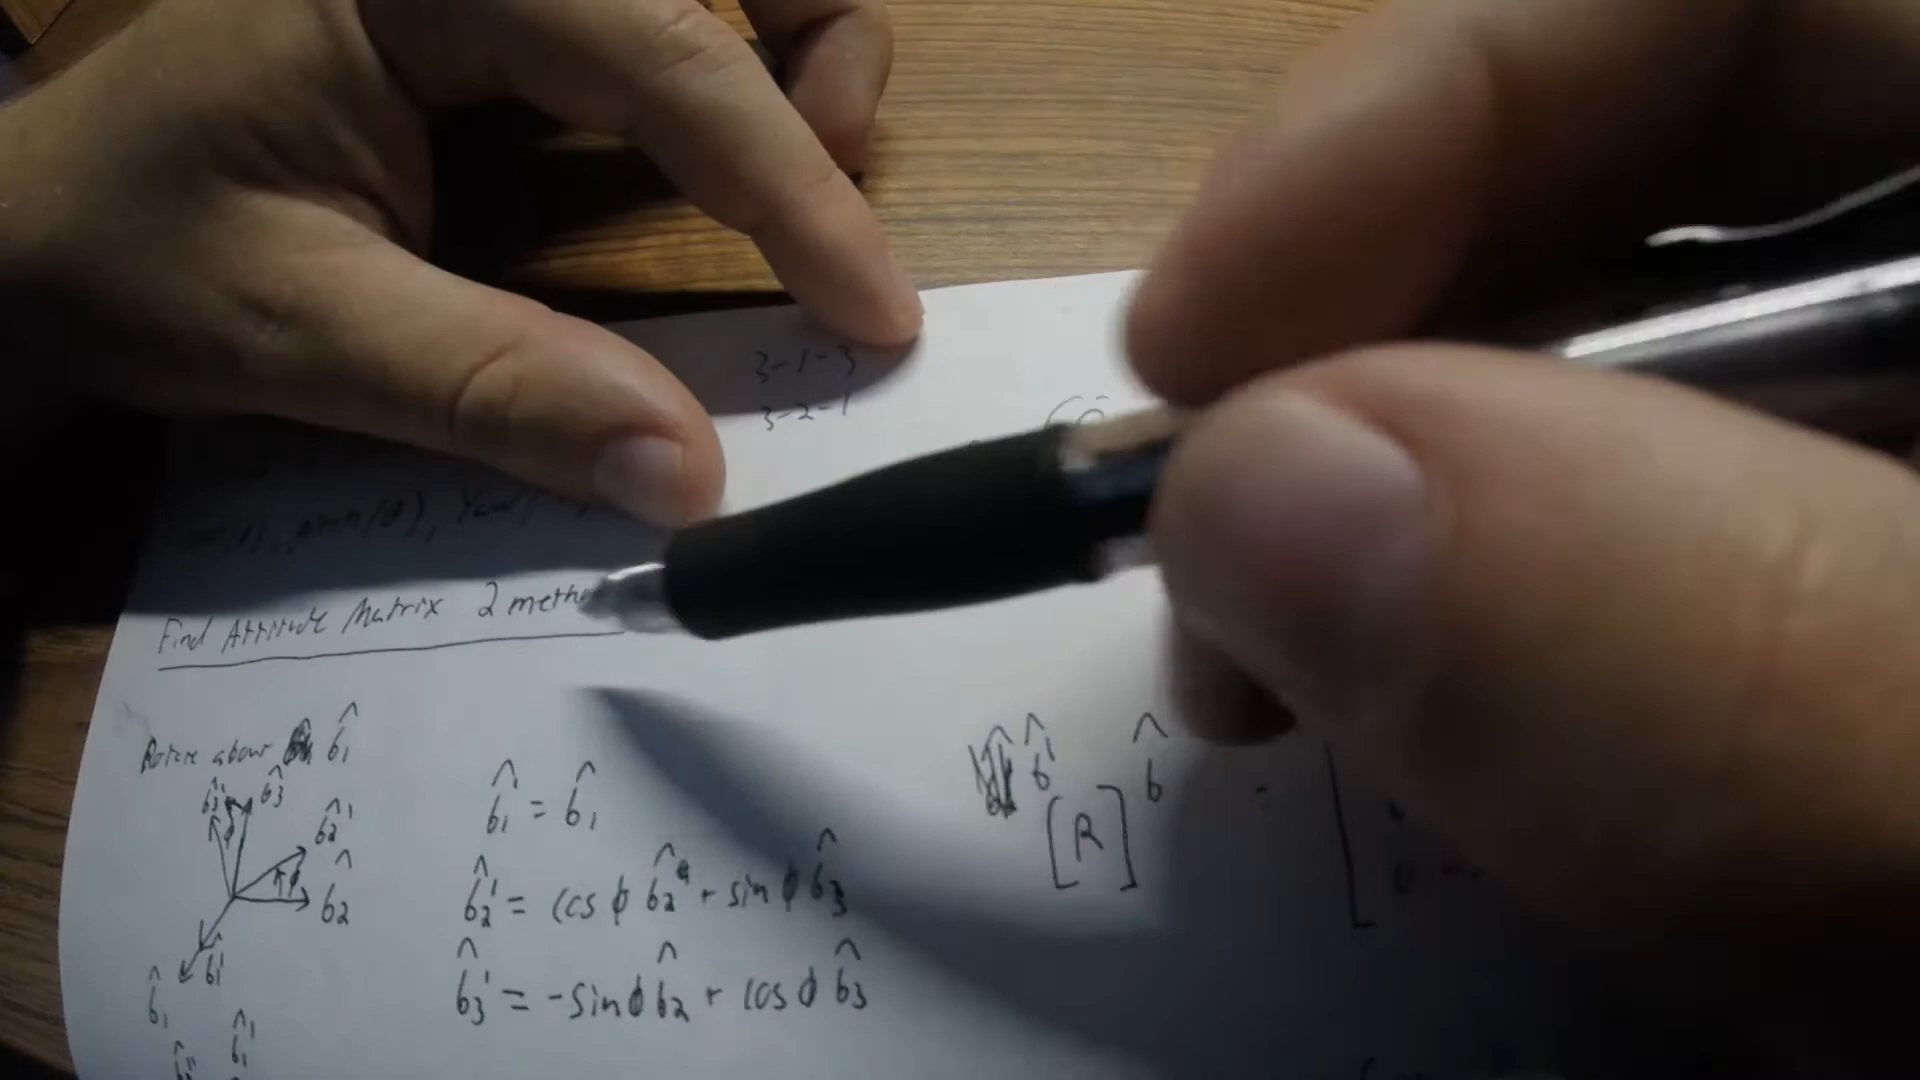 3-1-3
3-2-1
Find Attitude Matrix 2
Rotate about b̂₁
b̂₃' b̂₃
ϕ
b̂₂'
ϕ
b̂₂
b̂₁'
b̂₁
b̂₁' = b̂₁
b̂₂' = cos ϕ b̂₂ + sin ϕ b̂₃
b̂₃' = -sin ϕ b̂₂ + cos ϕ b̂₃
b̂' [R] b̂
b̂₁'